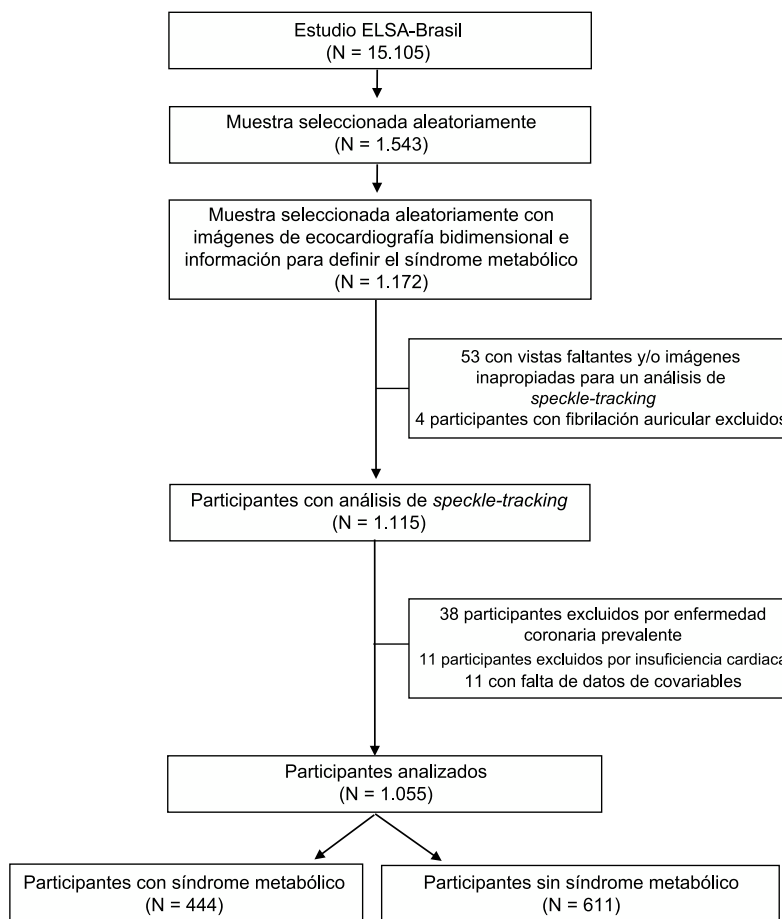 Estudio ELSA-Brasil
(N = 15.105)
Muestra seleccionada aleatoriamente
(N = 1.543)
Muestra seleccionada aleatoriamente con
imágenes de ecocardiografía bidimensional e
información para definir el síndrome metabólico
(N = 1.172)
53 con vistas faltantes y/o imágenes
inapropiadas para un análisis de
speckle-tracking
4 participantes con fibrilación auricular excluidos
Participantes con análisis de speckle-tracking
(N = 1.115)
38 participantes excluidos por enfermedad
coronaria prevalente
11 participantes excluidos por insuficiencia cardiaca
11 con falta de datos de covariables
Participantes analizados
(N = 1.055)
Participantes con síndrome metabólico
(N = 444)
Participantes sin síndrome metabólico
(N = 611)